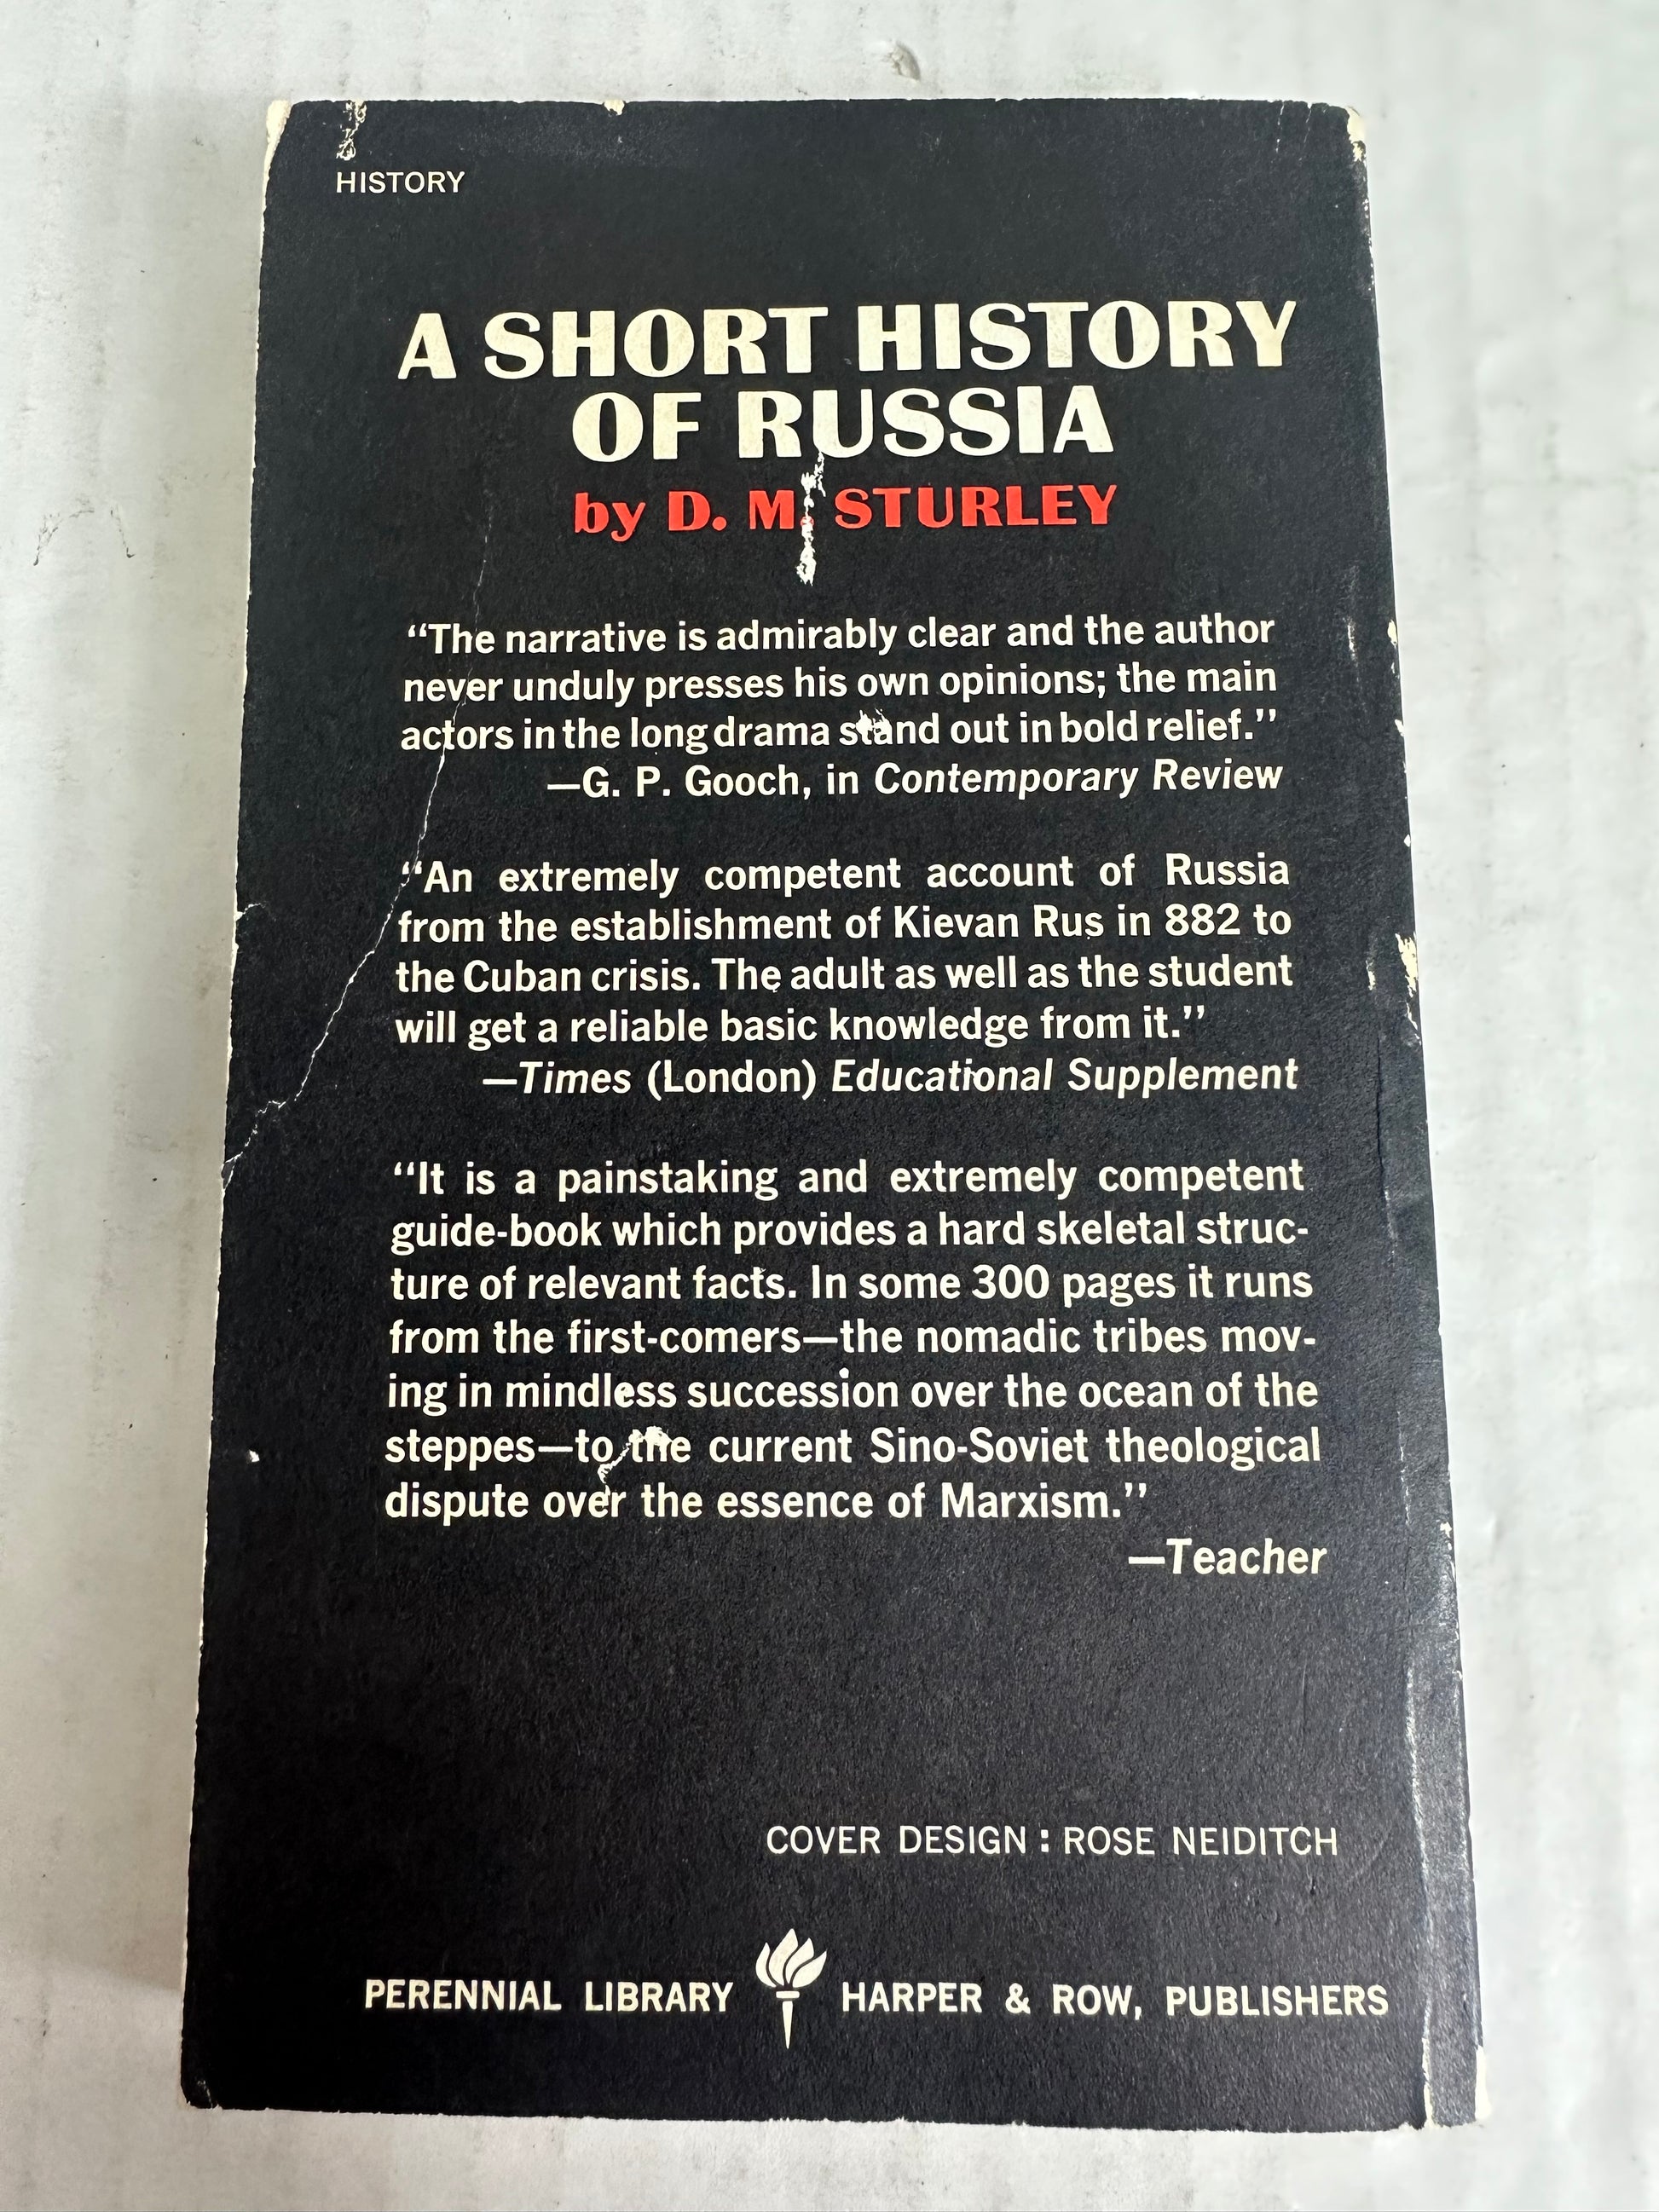 HISTORY
A SHORT HISTORY
OF RUSSIA
by D. M. STURLEY
“The narrative is admirably clear and the author
never unduly presses his own opinions; the main
actors in the long drama stand out in bold relief.”
—G. P. Gooch, in Contemporary Review
“An extremely competent account of Russia
from the establishment of Kievan Rus in 882 to
the Cuban crisis. The adult as well as the student
will get a reliable basic knowledge from it.”
—Times (London) Educational Supplement
“It is a painstaking and extremely competent
guide-book which provides a hard skeletal struc-
ture of relevant facts. In some 300 pages it runs
from the first-comers—the nomadic tribes mov-
ing in mindless succession over the ocean of the
steppes—to the current Sino-Soviet theological
dispute over the essence of Marxism.”
—Teacher
COVER DESIGN : ROSE NEIDITCH
PERENNIAL LIBRARY HARPER & ROW, PUBLISHERS